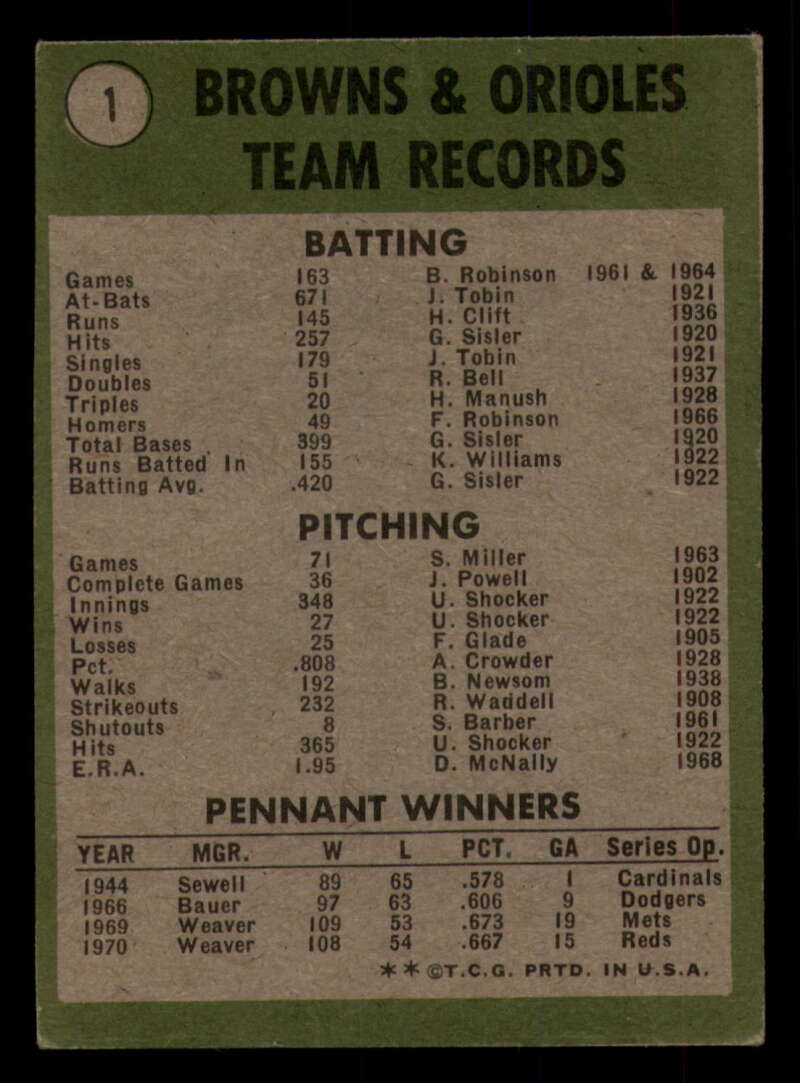 1
BROWNS & ORIOLES
TEAM RECORDS
BATTING
Games 163 B. Robinson 1961 & 1964
At-Bats 671 J. Tobin 1921
Runs 145 H. Clift 1936
Hits 257 G. Sisler 1920
Singles 179 J. Tobin 1921
Doubles 51 R. Bell 1937
Triples 20 H. Manush 1928
Homers 49 F. Robinson 1966
Total Bases 399 G. Sisler 1920
Runs Batted In 155 K. Williams 1922
Batting Avg. .420 G. Sisler 1922
PITCHING
Games 71 S. Miller 1963
Complete Games 36 J. Powell 1902
Innings 348 U. Shocker 1922
Wins 27 U. Shocker 1922
Losses 25 F. Glade 1905
Pct. .808 A. Crowder 1928
Walks 192 B. Newsom 1938
Strikeouts 232 R. Waddell 1908
Shutouts 8 S. Barber 1961
Hits 365 U. Shocker 1922
E.R.A. 1.95 D. McNally 1968
PENNANT WINNERS
YEAR MGR. W L PCT. GA Series Op.
1944 Sewell 89 65 .578 1 Cardinals
1966 Bauer 97 63 .606 9 Dodgers
1969 Weaver 109 53 .673 19 Mets
1970 Weaver 108 54 .667 15 Reds
**©T.C.G. PRTD. IN U.S.A.